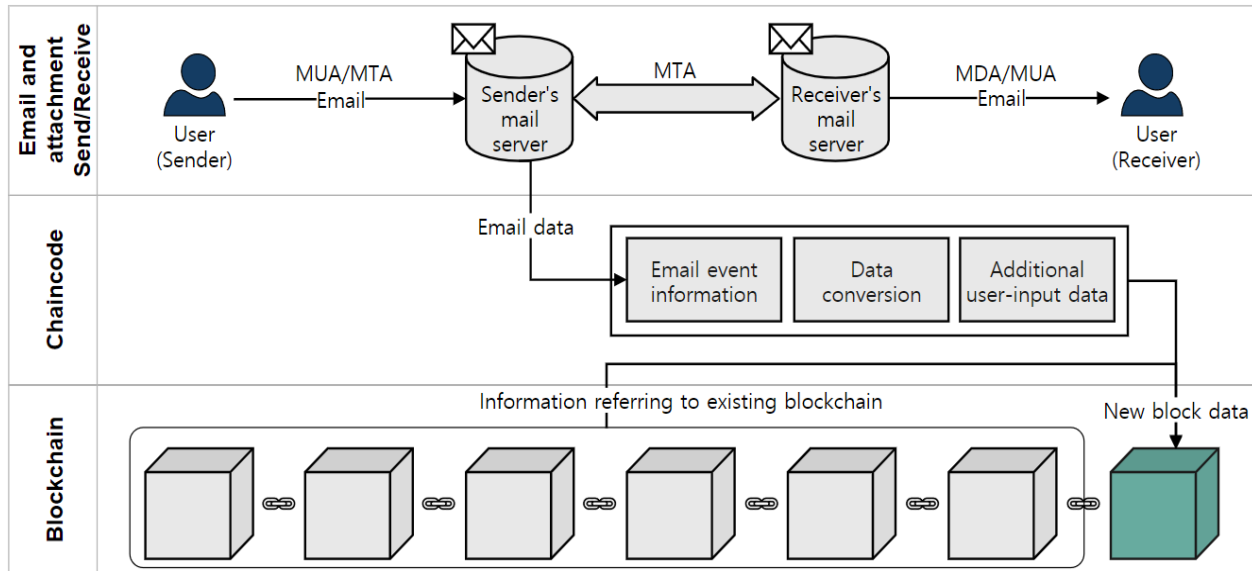 Email and
attachment
Send/Receive
User
(Sender)
MUA/MTA
Email
Sender's
mail
server
MTA
Receiver's
mail
server
MDA/MUA
Email
User
(Receiver)
Chaincode
Email data
Email event
information
Data
conversion
Additional
user-input data
Blockchain
Information referring to existing blockchain
New block data